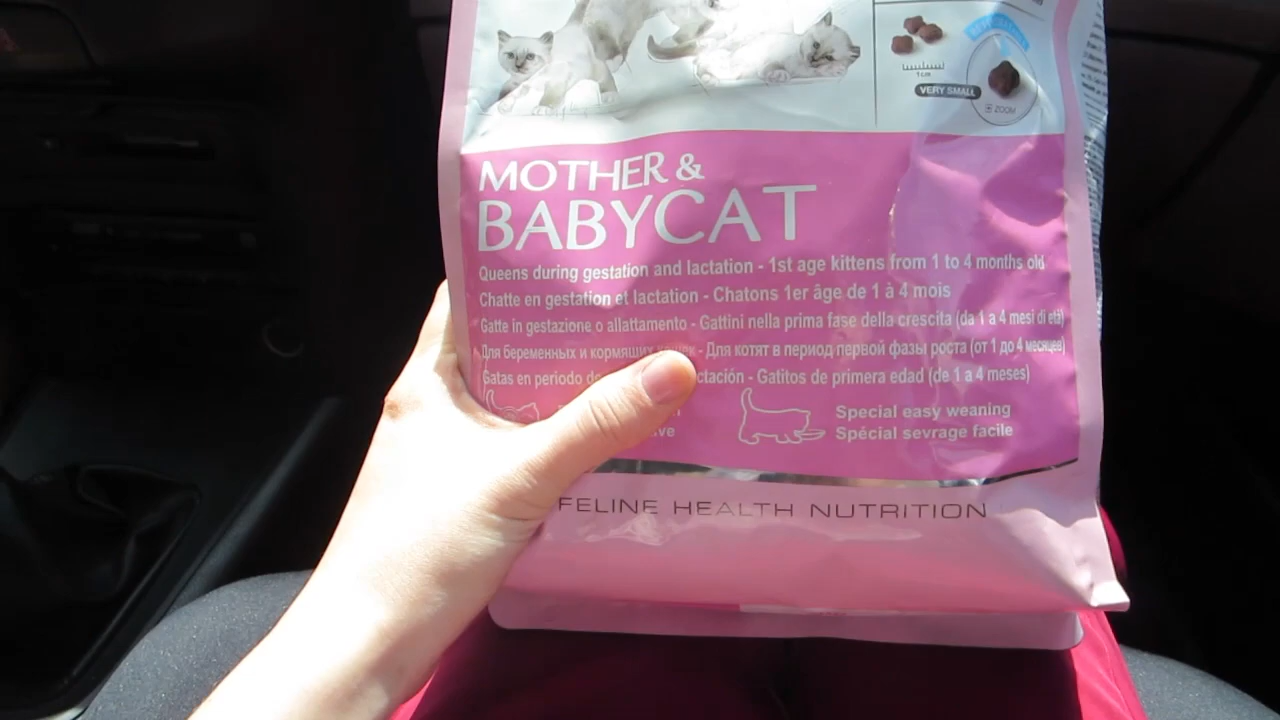 1cm
VERY SMALL
ZOOM
MOTHER &
BABYCAT
Queens during gestation and lactation - 1st age kittens from 1 to 4 months old
Chatte en gestation et lactation - Chatons 1er âge de 1 à 4 mois
Gatte in gestazione o allattamento - Gattini nella prima fase della crescita (da 1 a 4 mesi di età)
Для беременных и кормящих кошек - Для котят в период первой фазы роста (от 1 до 4 месяцев)
Gatas en periodo de - Gatitos de primera edad (de 1 a 4 meses)
Special easy weaning
Spécial sevrage facile
FELINE HEALTH NUTRITION